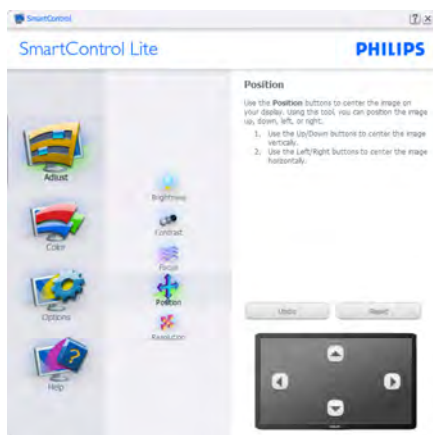 SmartControl
SmartControl Lite
PHILIPS
Adjust
Color
Options
Help
Brightness
Contrast
Focus
Position
Resolution
Position
Use the Position buttons to center the image on
your display. Using the tool, you can position the image
up, down, left, or right.
1. Use the Up/Down buttons to center the image
vertically.
2. Use the Left/Right buttons to center the image
horizontally.
Undo
Reset